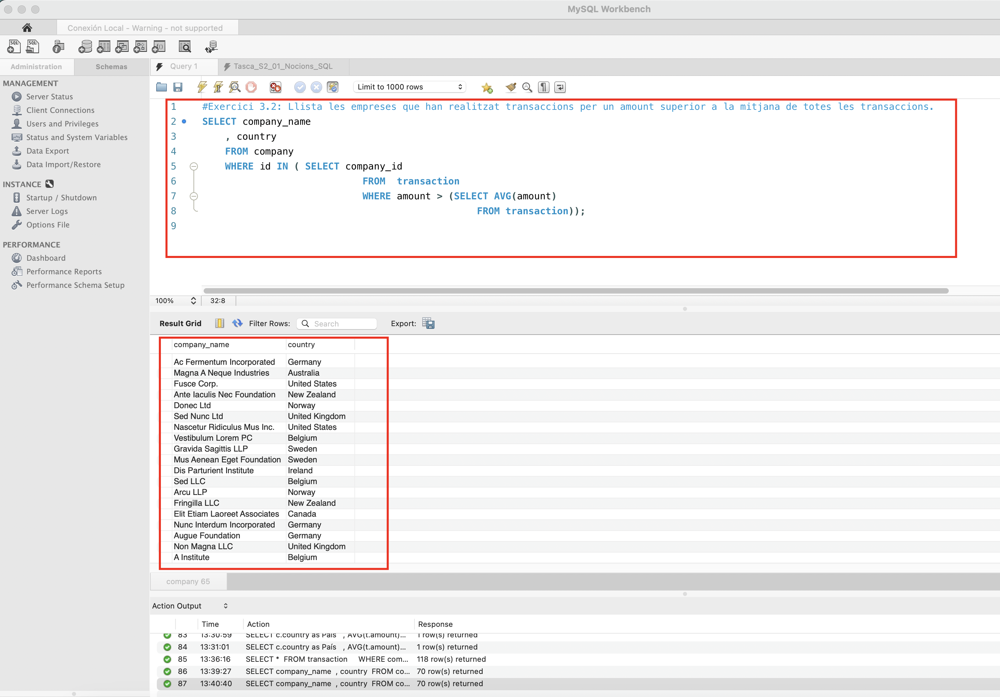 MySQL Workbench
Conexión Local - Warning - not supported
Administration
Schemas
MANAGEMENT
Server Status
Client Connections
Users and Privileges
Status and System Variables
Data Export
Data Import/Restore
INSTANCE
Startup / Shutdown
Server Logs
Options File
PERFORMANCE
Dashboard
Performance Reports
Performance Schema Setup
Query 1
Tasca_S2_01_Nocions_SQL
Limit to 1000 rows
1 #Exercici 3.2: Llista les empreses que han realitzat transaccions per un amount superior a la mitjana de totes les transaccions.
2 SELECT company_name
3 , country
4 FROM company
5 WHERE id IN ( SELECT company_id
6 FROM  transaction
7 WHERE amount > (SELECT AVG(amount)
8 FROM transaction));
9
100% 32:8
Result Grid Filter Rows: Search Export:
company_name country
Ac Fermentum Incorporated Germany
Magna A Neque Industries Australia
Fusce Corp. United States
Ante Iaculis Nec Foundation New Zealand
Donec Ltd Norway
Sed Nunc Ltd United Kingdom
Nascetur Ridiculus Mus Inc. United States
Vestibulum Lorem PC Belgium
Gravida Sagittis LLP Sweden
Mus Aenean Eget Foundation Sweden
Dis Parturient Institute Ireland
Sed LLC Belgium
Arcu LLP Norway
Fringilla LLC New Zealand
Elit Etiam Laoreet Associates Canada
Nunc Interdum Incorporated Germany
Augue Foundation Germany
Non Magna LLC United Kingdom
A Institute Belgium
company 65
Action Output
Time Action Response
83 13:30:59 SELECT c.country as País , AVG(t.amount)... 1 row(s) returned
84 13:31:01 SELECT c.country as País , AVG(t.amount)... 1 row(s) returned
85 13:36:16 SELECT * FROM transaction WHERE com... 118 row(s) returned
86 13:39:27 SELECT company_name , country FROM co... 70 row(s) returned
87 13:40:40 SELECT company_name , country FROM co... 70 row(s) returned